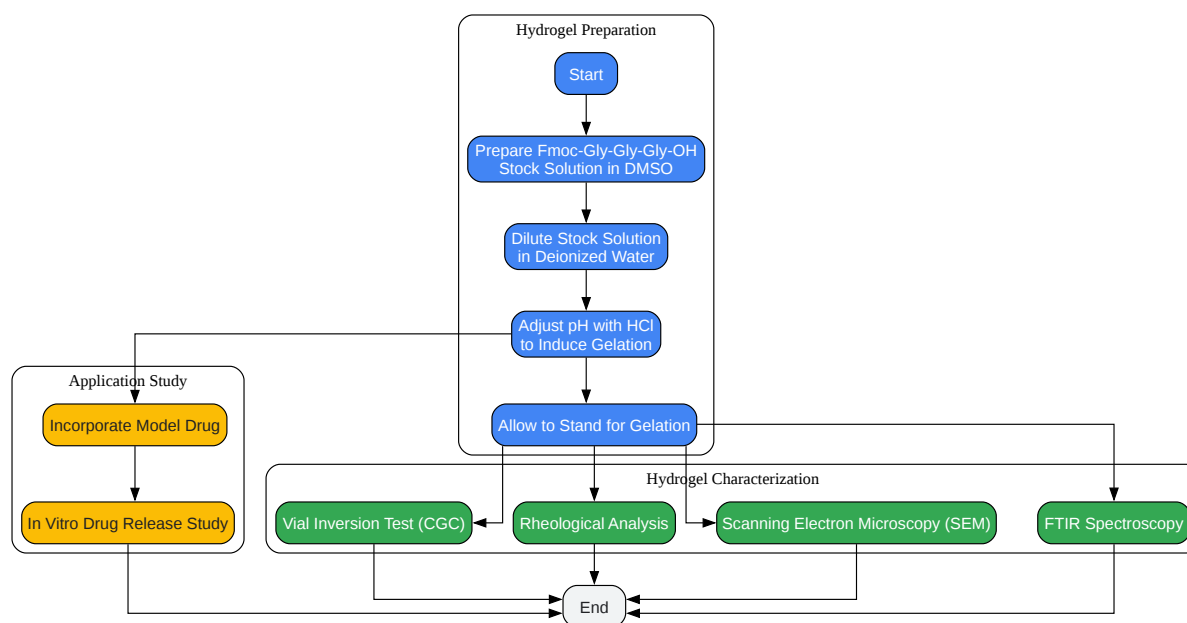 Hydrogel Preparation
Start
Prepare Fmoc-Gly-Gly-Gly-OH
Stock Solution in DMSO
Dilute Stock Solution
in Deionized Water
Adjust pH with HCl
to Induce Gelation
Application Study
Incorporate Model Drug
Allow to Stand for Gelation
Hydrogel Characterization
In Vitro Drug Release Study
Vial Inversion Test (CGC)
Rheological Analysis
Scanning Electron Microscopy (SEM)
FTIR Spectroscopy
End